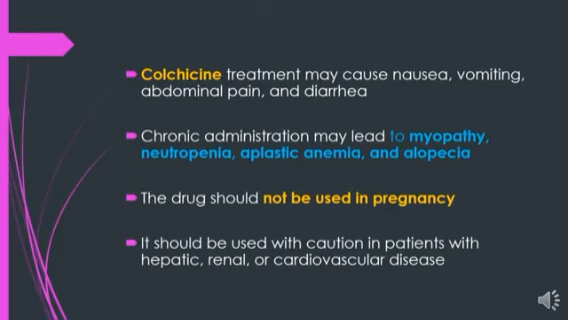 Colchicine treatment may cause nausea, vomiting,
abdominal pain, and diarrhea
Chronic administration may lead to myopathy,
neutropenia, aplastic anemia, and alopecia
The drug should not be used in pregnancy
It should be used with caution in patients with
hepatic, renal, or cardiovascular disease